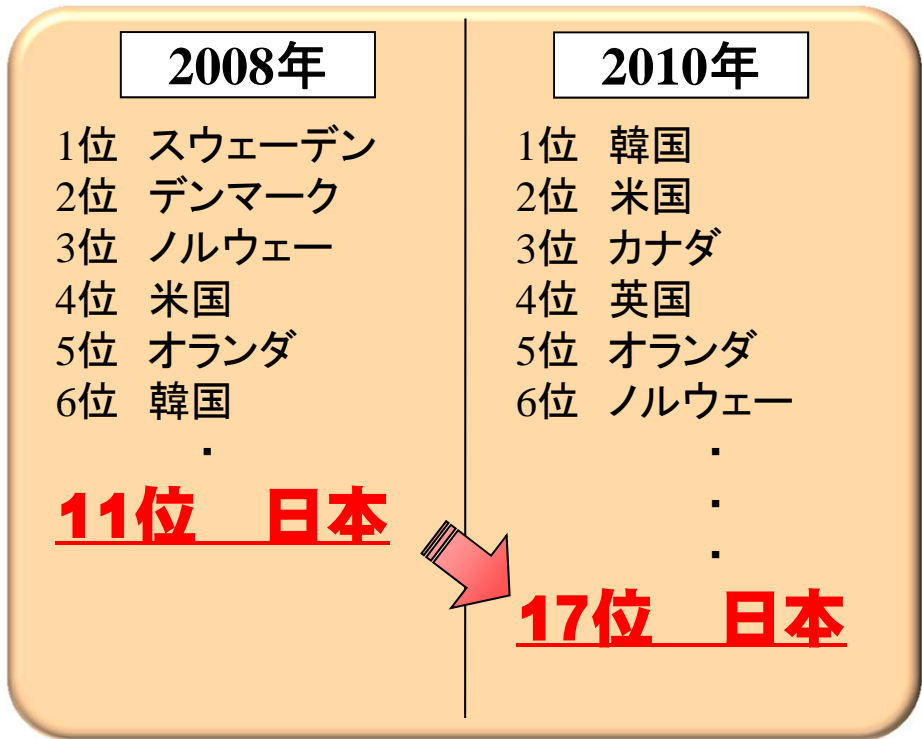 2008年
1位 スウェーデン
2位 デンマーク
3位 ノルウェー
4位 米国
5位 オランダ
6位 韓国
・
11位 日本
2010年
1位 韓国
2位 米国
3位 カナダ
4位 英国
5位 オランダ
6位 ノルウェー
・
・
・
17位 日本